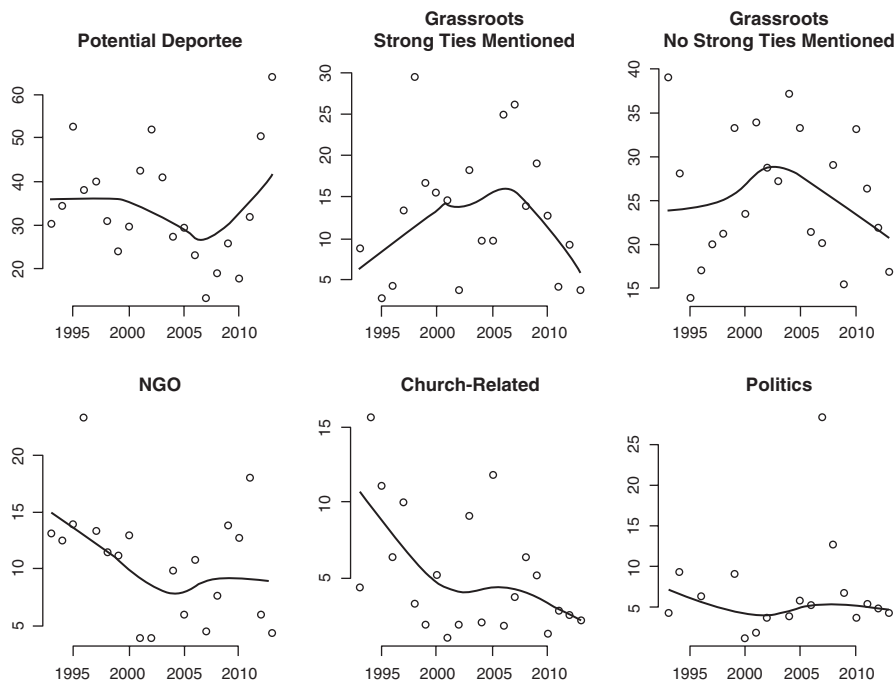 Potential Deportee
Grassroots
Strong Ties Mentioned
Grassroots
No Strong Ties Mentioned
60
50
40
30
20
1995 2000 2005 2010
30
25
20
15
10
5
1995 2000 2005 2010
40
35
30
25
20
15
1995 2000 2005 2010
NGO
Church-Related
Politics
20
15
10
5
1995 2000 2005 2010
15
10
5
1995 2000 2005 2010
25
20
15
10
5
1995 2000 2005 2010